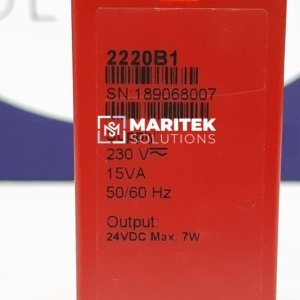 2220B1
SN:189068007
MARITEK
SOLUTIONS
230 V
15VA
50/60 Hz
Output:
24VDC Max. 7W